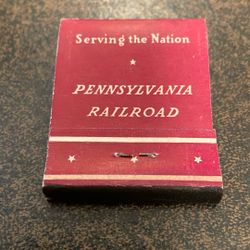 Serving the Nation
PENNSYLVANIA
RAILROAD